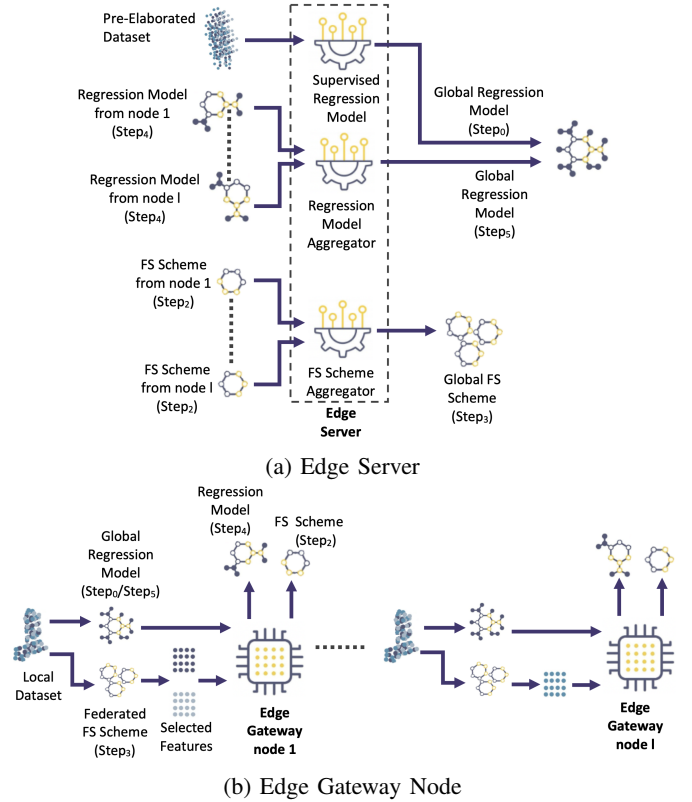 Pre-Elaborated
Dataset
Supervised
Regression
Model
Global Regression
Model
(Step0)
Regression Model
from node 1
(Step4)
Regression Model
from node l
(Step4)
Regression
Model
Aggregator
Global
Regression
Model
(Step5)
FS Scheme
from node 1
(Step2)
FS Scheme
from node l
(Step2)
FS Scheme
Aggregator
Global FS
Scheme
(Step3)
Edge
Server
(a) Edge Server
Regression
Model
(Step4)
FS Scheme
(Step2)
Global
Regression
Model
(Step0/Step5)
Local
Dataset
Federated
FS Scheme
(Step3)
Selected
Features
Edge
Gateway
node 1
Edge
Gateway
node l
(b) Edge Gateway Node